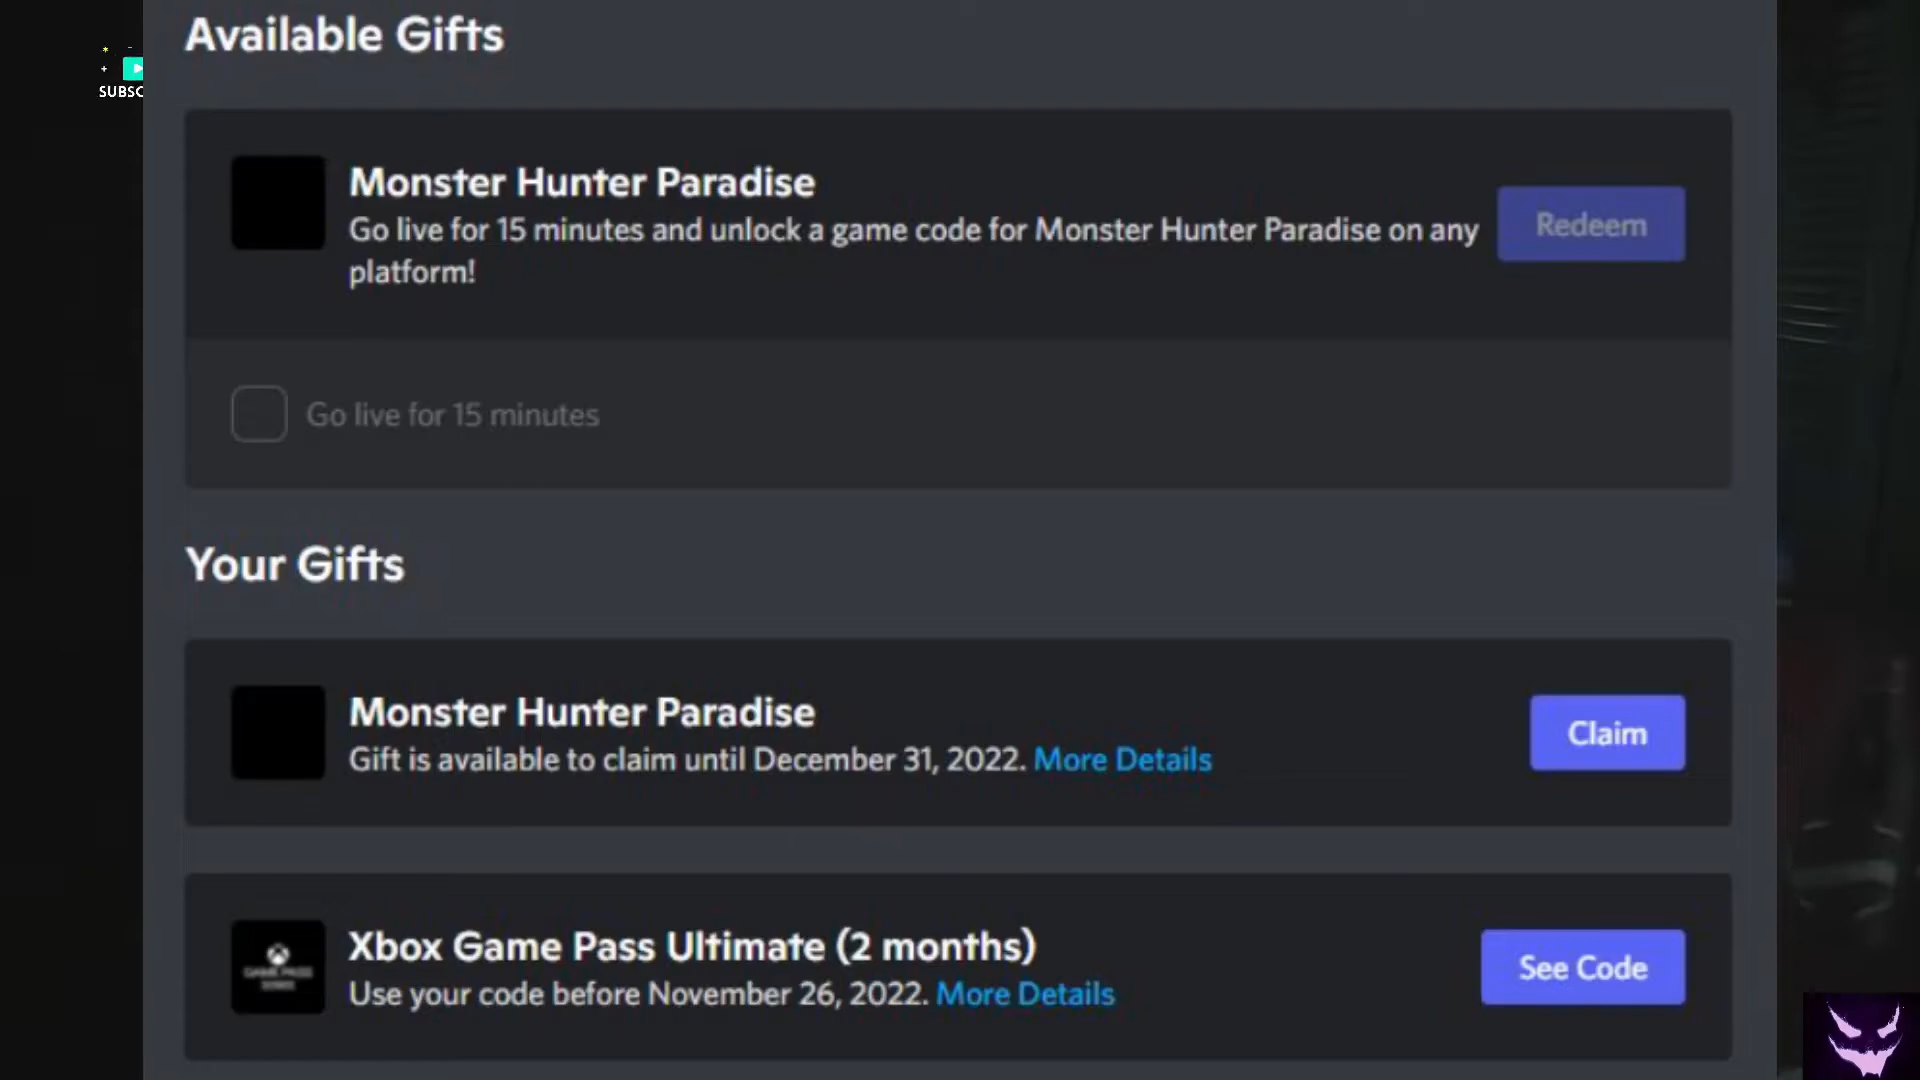 Available Gifts
SUBSC
Monster Hunter Paradise
Go live for 15 minutes and unlock a game code for Monster Hunter Paradise on any
platform!
Redeem
Go live for 15 minutes
Your Gifts
Monster Hunter Paradise
Gift is available to claim until December 31, 2022. More Details
Claim
Xbox Game Pass Ultimate (2 months)
Use your code before November 26, 2022. More Details
See Code
GAME PASS